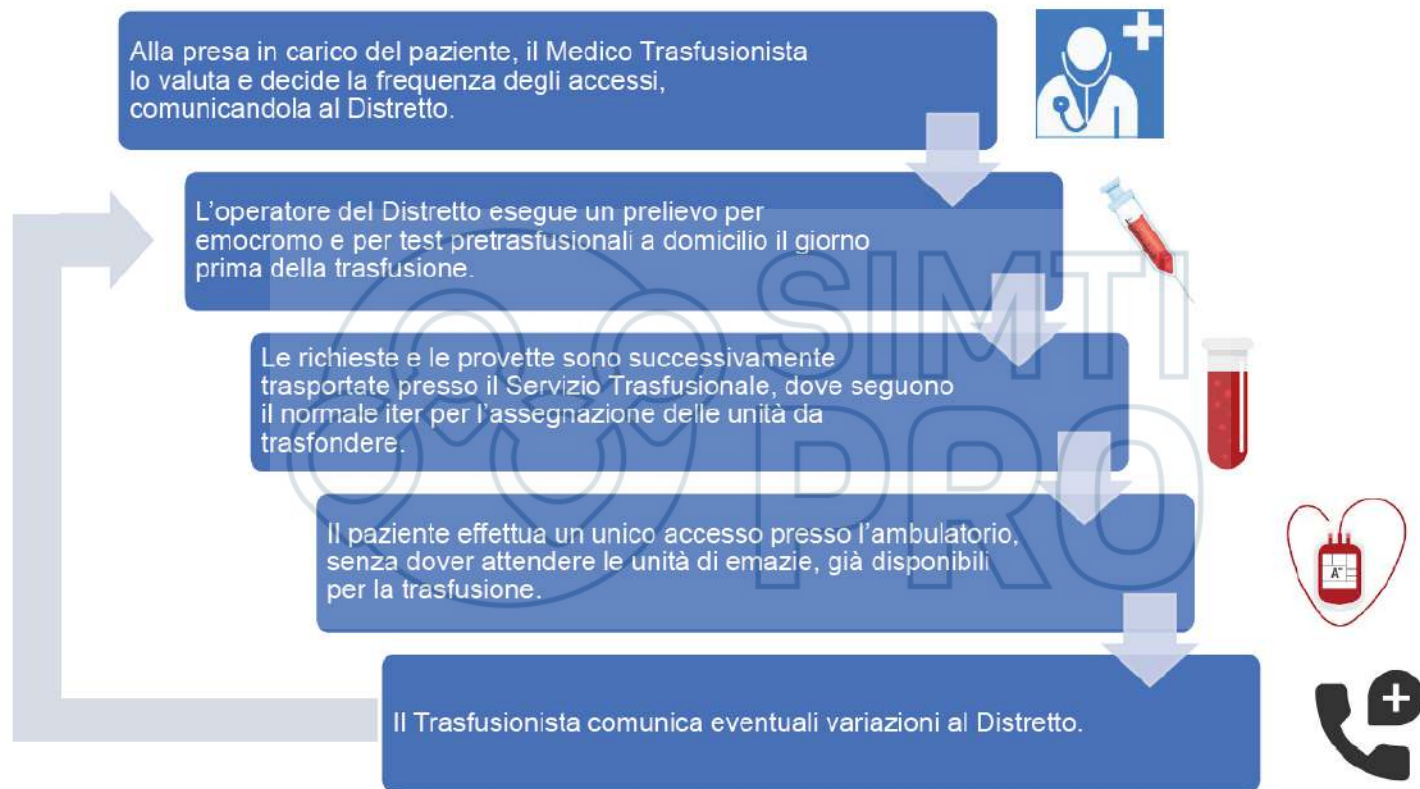 Alla presa in carico del paziente, il Medico Trasfusionista
lo valuta e decide la frequenza degli accessi,
comunicandola al Distretto.
L'operatore del Distretto esegue un prelievo per
emocromo e per test pretrasfusionali a domicilio il giorno
prima della trasfusione.
Le richieste e le provette sono successivamente
trasportate presso il Servizio Trasfusionale, dove seguono
il normale iter per l'assegnazione delle unità da
trasfondere.
Il paziente effettua un unico accesso presso l'ambulatorio,
senza dover attendere le unità di emazie, già disponibili
per la trasfusione.
Il Trasfusionista comunica eventuali variazioni al Distretto.
SIMTI
PRO
A-